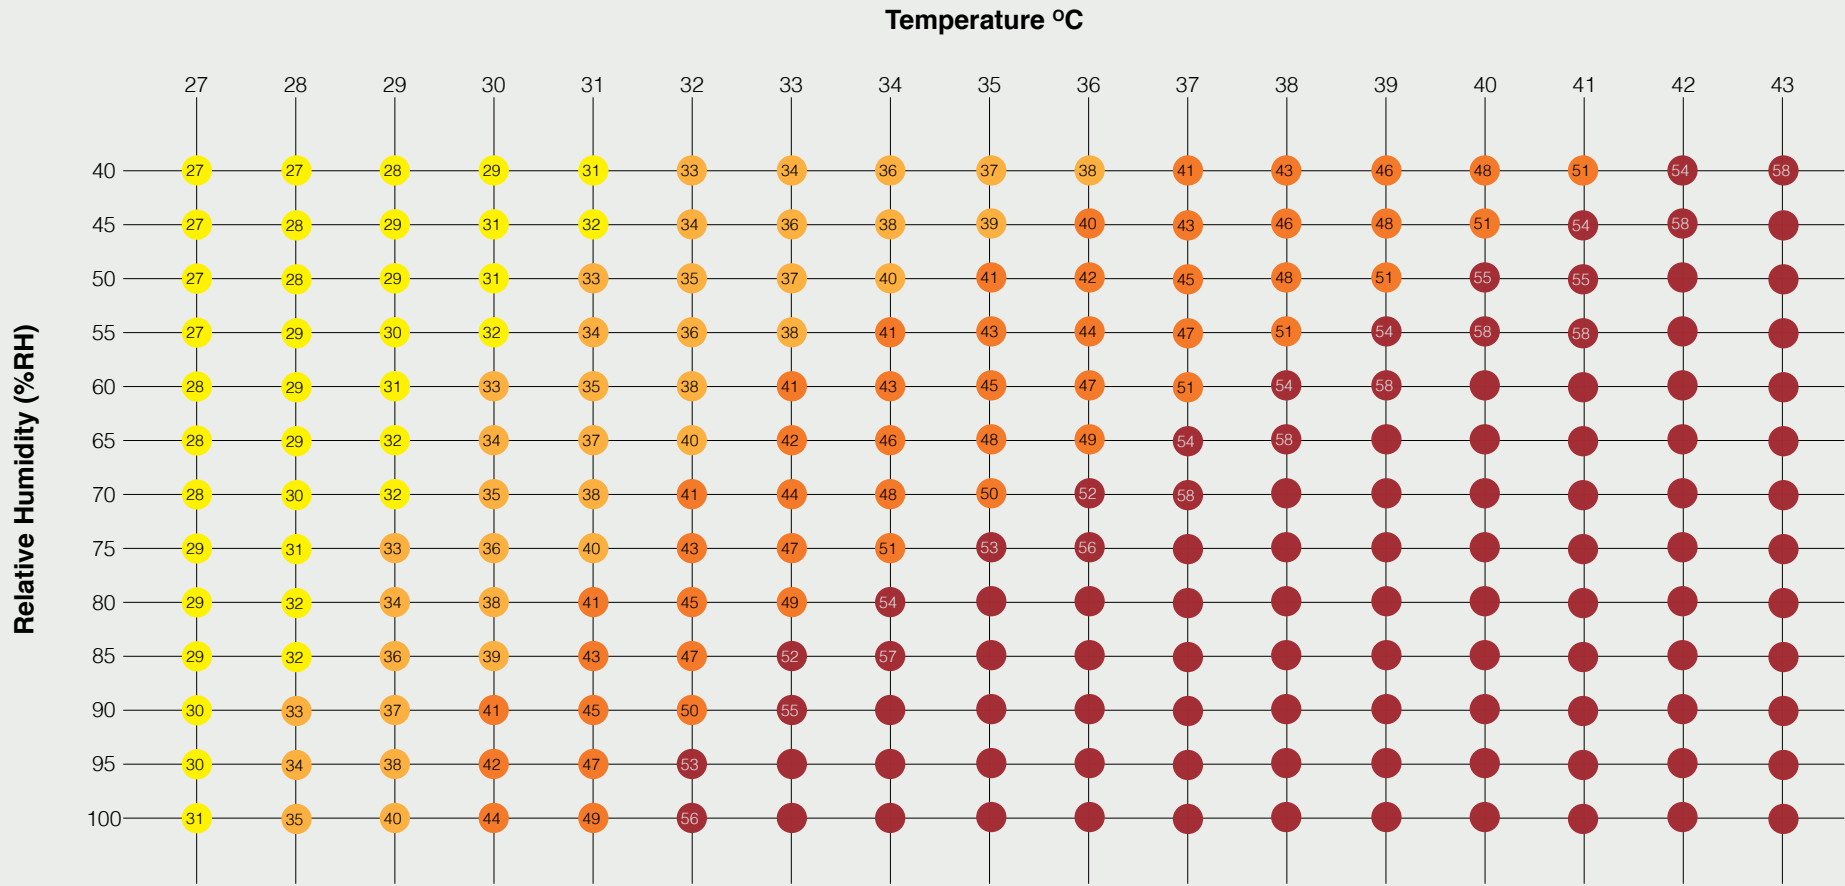 Temperature ºC
27 28 29 30 31 32 33 34 35 36 37 38 39 40 41 42 43
Relative Humidity (%RH)
40 27 27 28 29 31 33 34 36 37 38 41 43 46 48 51 54 58
45 27 28 29 31 32 34 36 38 39 40 43 46 48 51 54 58
50 27 28 29 31 33 35 37 40 41 42 45 48 51 55 55
55 27 29 30 32 34 36 38 41 43 44 47 51 54 58 58
60 28 29 31 33 35 38 41 43 45 47 51 54 58
65 28 29 32 34 37 40 42 46 48 49 54 58
70 28 30 32 35 38 41 44 48 50 52 58
75 29 31 33 36 40 43 47 51 53 56
80 29 32 34 38 41 45 49 54
85 29 32 36 39 43 47 52 57
90 30 33 37 41 45 50 55
95 30 34 38 42 47 53
100 31 35 40 44 49 56